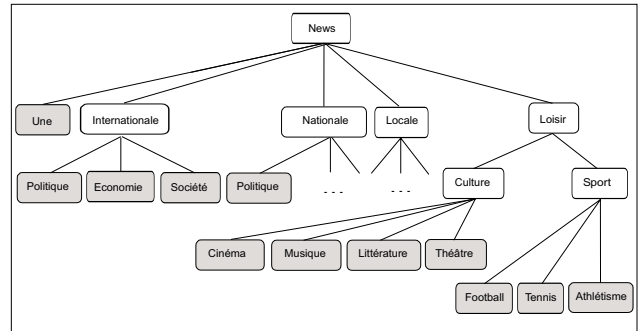 News
Une
Internationale
Nationale
Locale
Loisir
Politique
Economie
Société
Politique
- - -
- - -
Culture
Sport
Cinéma
Musique
Littérature
Théâtre
Football
Tennis
Athlétisme